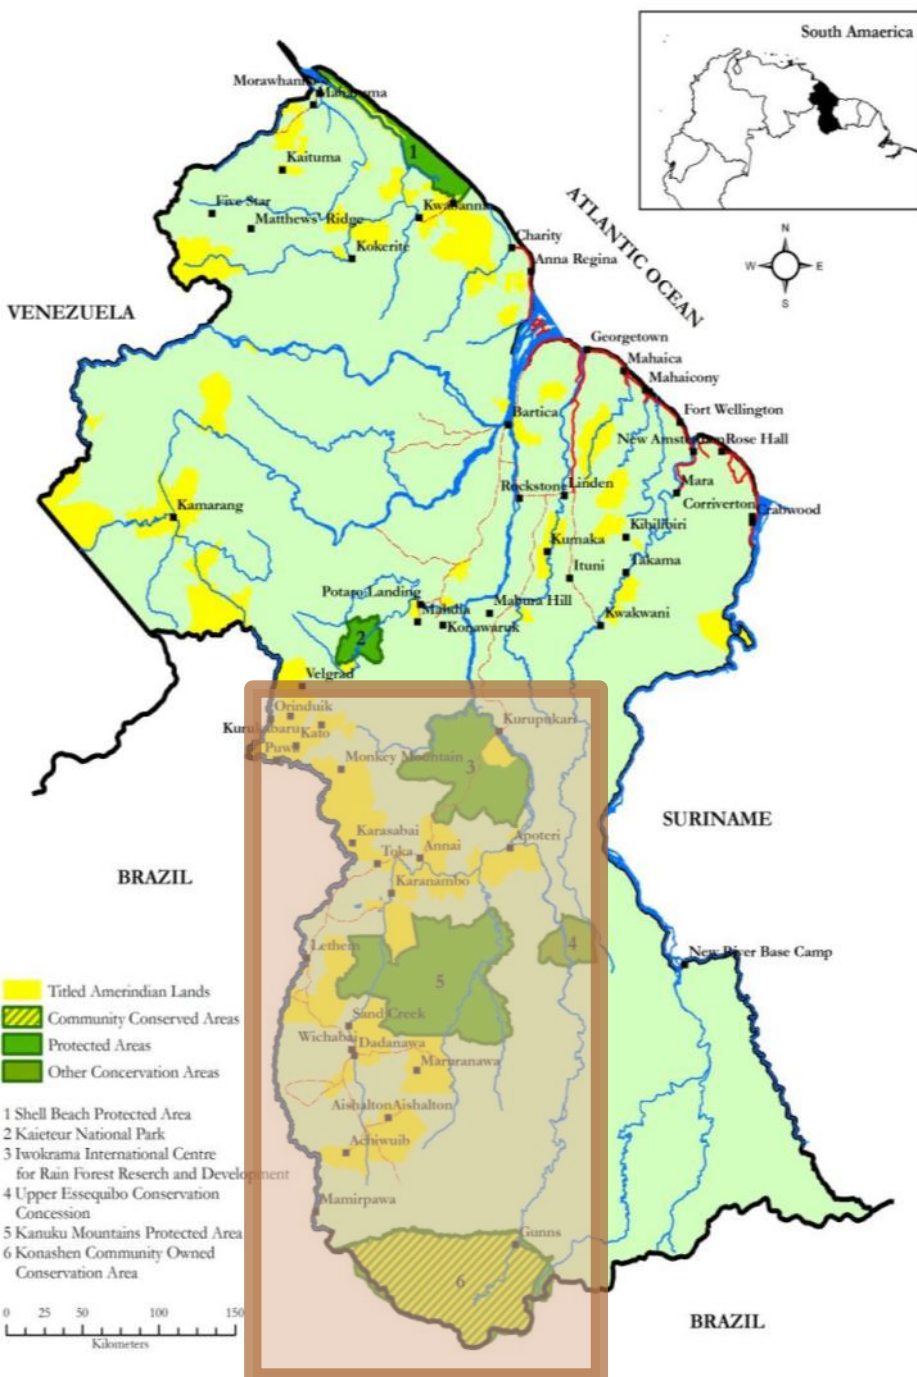 South Amaerica
N
W
E
S
ATLANTIC OCEAN
VENEZUELA
BRAZIL
SURINAME
BRAZIL
Morawhanna
Mabaruma
Kaituma
Five Star
Matthews' Ridge
Kwabanna
Kokerite
Charity
Anna Regina
Georgetown
Mahaica
Mahaicony
Fort Wellington
New Amsterdam
Rose Hall
Bartica
Rockstone
Linden
Mara
Corriverton
Crabwood
Kamarang
Kibilibiri
Kumaka
Takama
Ituni
Potaro Landing
Mahdia
Mabura Hill
Konawaruk
Kwakwani
Velgrad
Orinduik
Kurukabaru
Kato
Puwa
Kurupukari
Monkey Mountain
Karasabai
Toka
Annai
Apoteri
Karanambo
Lethem
New River Base Camp
Sand Creek
Wichabai
Dadanawa
Maruranawa
Aishalton
Aishalton
Achiwuib
Mamirpawa
Gunns
1
2
3
4
5
6
Titled Amerindian Lands
Community Conserved Areas
Protected Areas
Other Concervation Areas
1 Shell Beach Protected Area
2 Kaieteur National Park
3 Iwokrama International Centre
for Rain Forest Reserch and Development
4 Upper Essequibo Conservation
Concession
5 Kanuku Mountains Protected Area
6 Konashen Community Owned
Conservation Area
0 25 50 100 150
Kilometers